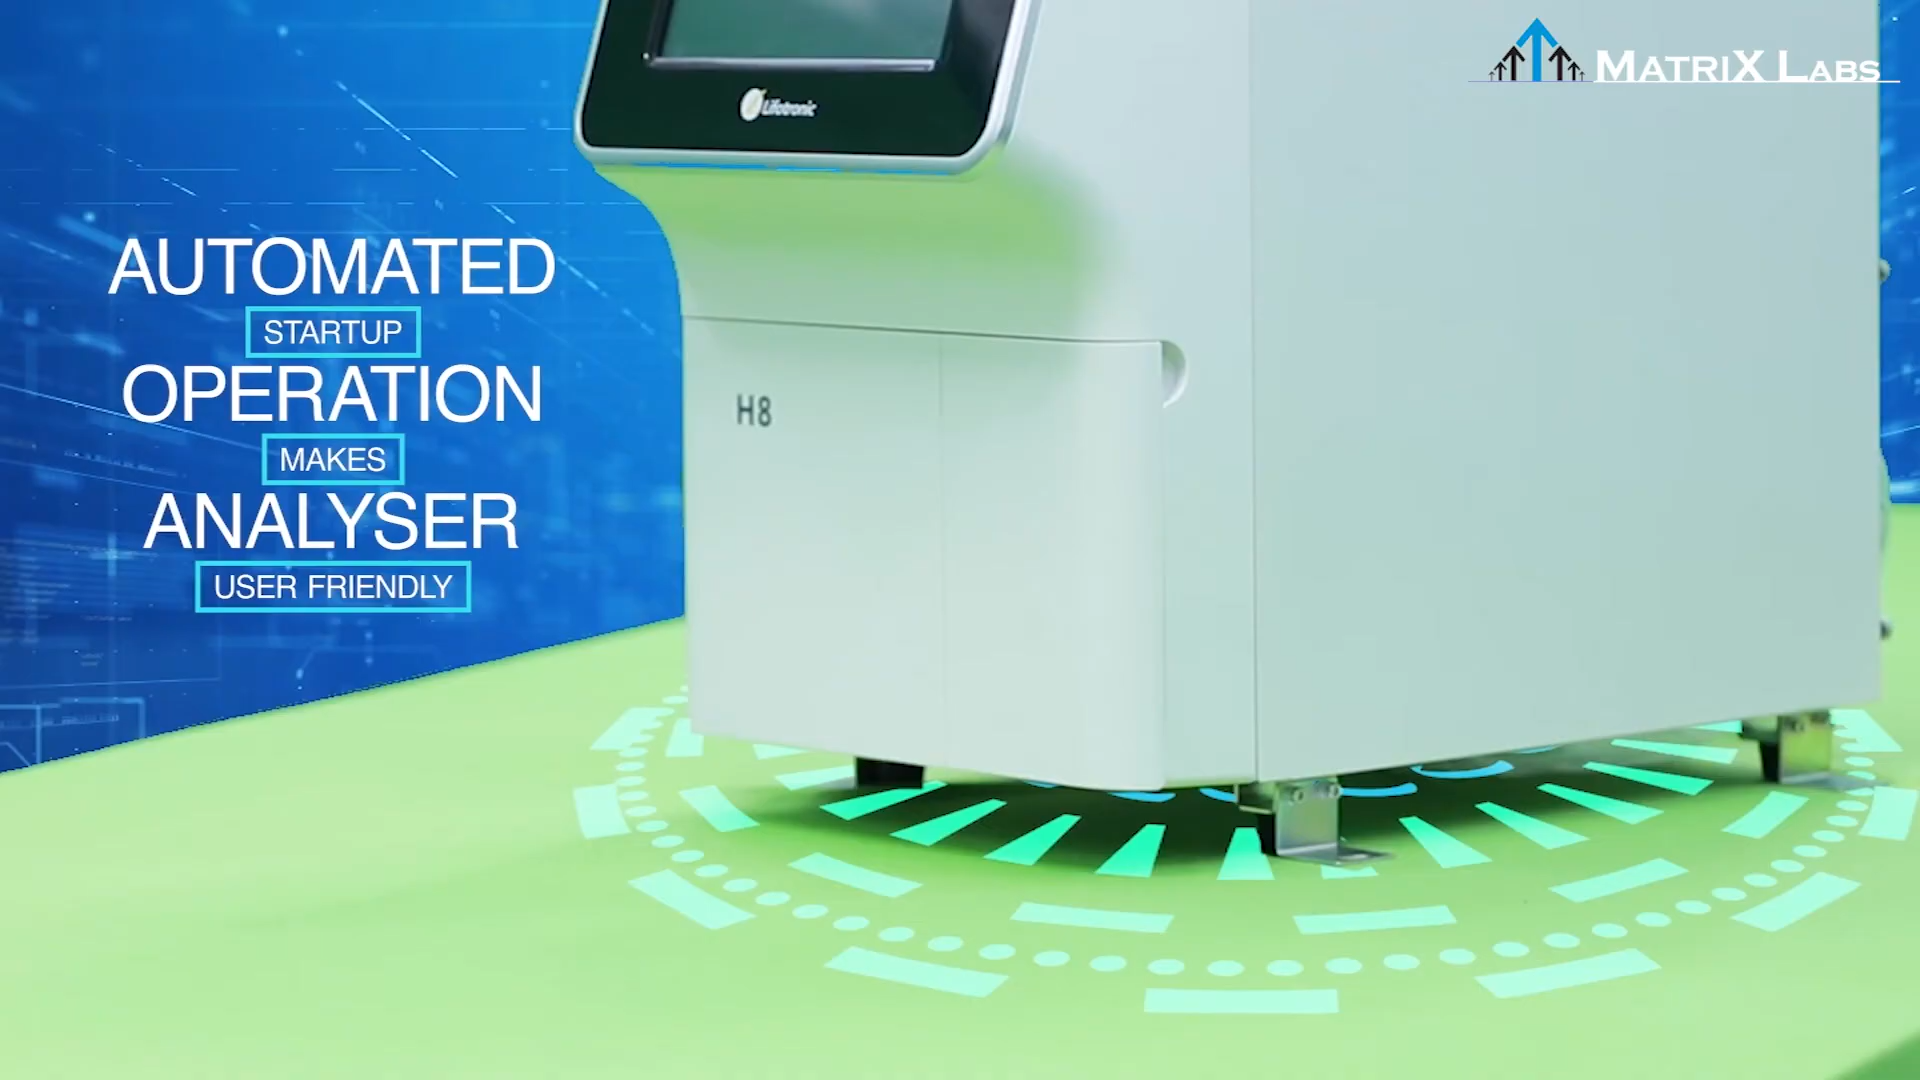 MATRIX LABS
Lifotronic
AUTOMATED
STARTUP
OPERATION
MAKES
ANALYSER
USER FRIENDLY
H8